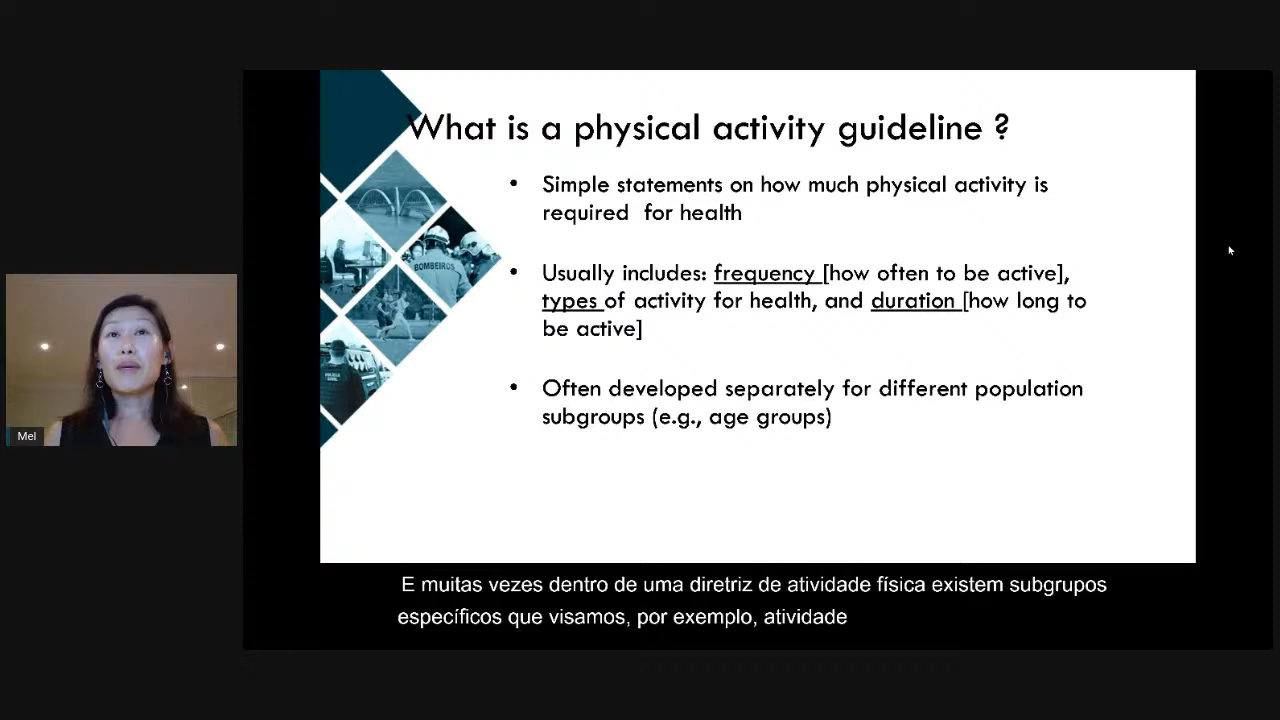 What is a physical activity guideline ?
• Simple statements on how much physical activity is
required for health
• Usually includes: frequency [how often to be active],
types of activity for health, and duration [how long to
be active]
• Often developed separately for different population
subgroups (e.g., age groups)
BOMBEIROS
Mel
E muitas vezes dentro de uma diretriz de atividade física existem subgrupos
específicos que visamos, por exemplo, atividade